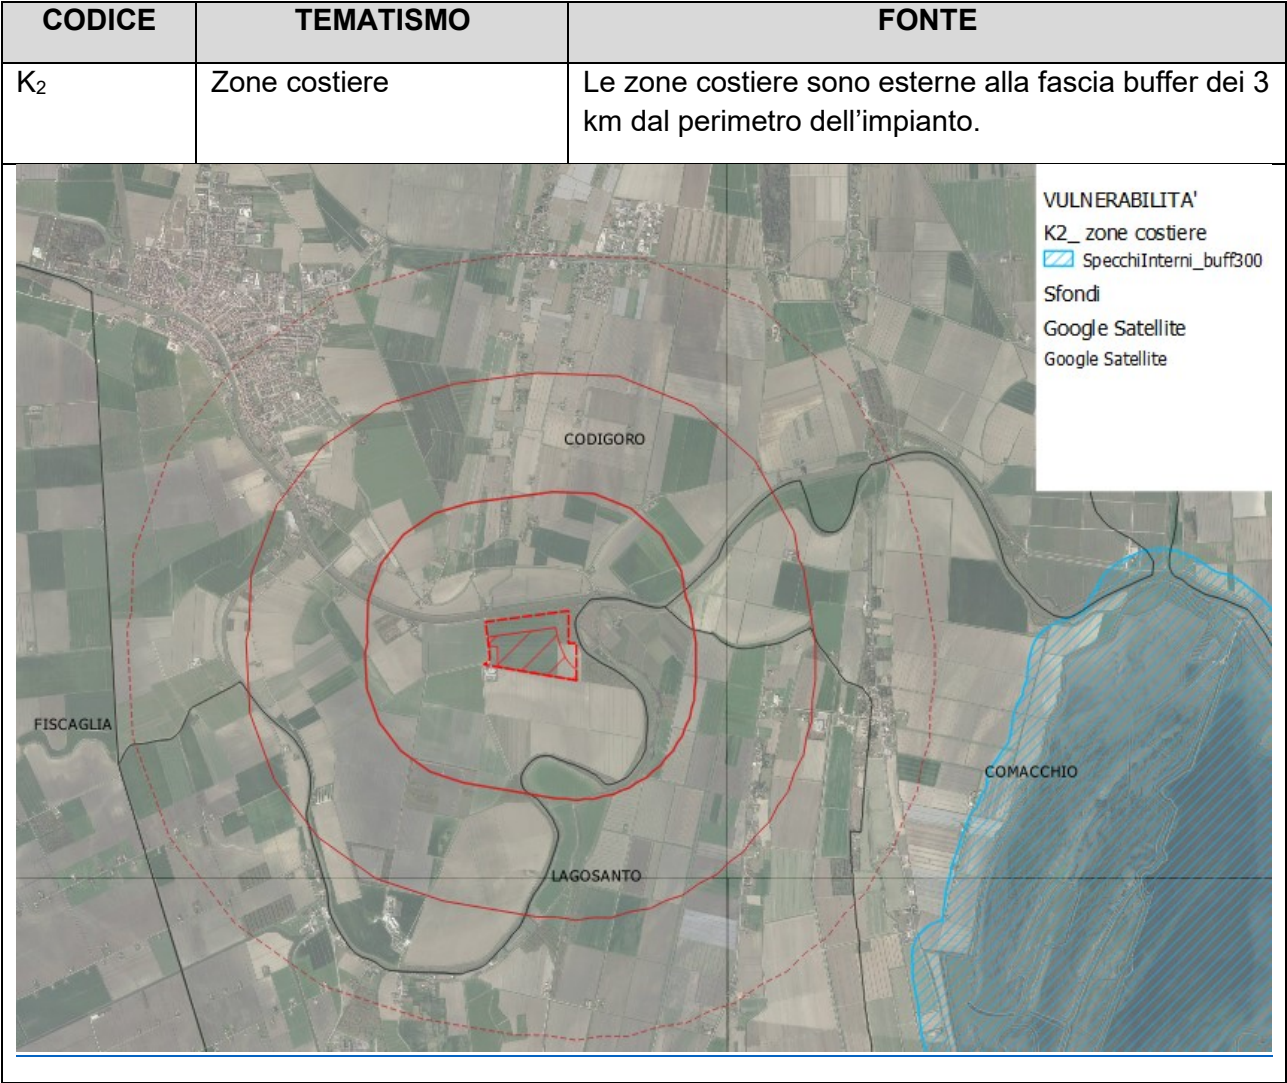 CODICE TEMATISMO FONTE
K₂ Zone costiere Le zone costiere sono esterne alla fascia buffer dei 3
km dal perimetro dell’impianto.
VULNERABILITA'
K2_ zone costiere
SpecchiInterni_buff300
Sfondi
Google Satellite
Google Satellite
CODIGORO
FISCAGLIA
COMACCHIO
LAGOSANTO